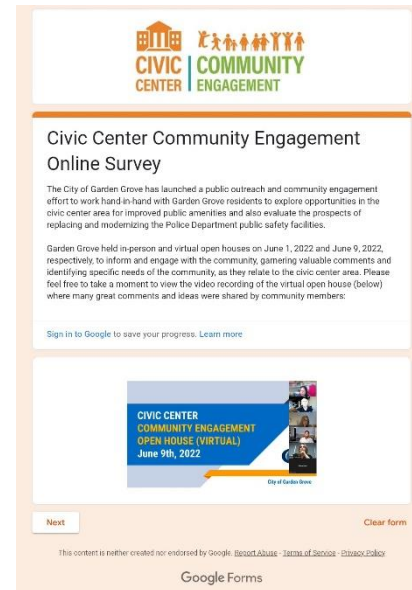 CIVIC CENTER
COMMUNITY ENGAGEMENT
Civic Center Community Engagement
Online Survey
The City of Garden Grove has launched a public outreach and community engagement
effort to work hand-in-hand with Garden Grove residents to explore opportunities in the
civic center area for improved public amenities and also evaluate the prospects of
replacing and modernizing the Police Department public safety facilities.
Garden Grove held in-person and virtual open houses on June 1, 2022 and June 9, 2022,
respectively, to inform and engage with the community, garnering valuable comments and
identifying specific needs of the community, as they relate to the civic center area. Please
feel free to take a moment to view the video recording of the virtual open house (below)
where many great comments and ideas were shared by community members:
Sign in to Google to save your progress. Learn more
CIVIC CENTER
COMMUNITY ENGAGEMENT
OPEN HOUSE (VIRTUAL)
June 9th, 2022
City of Garden Grove
Next
Clear form
This content is neither created nor endorsed by Google. Report Abuse - Terms of Service - Privacy Policy
Google Forms